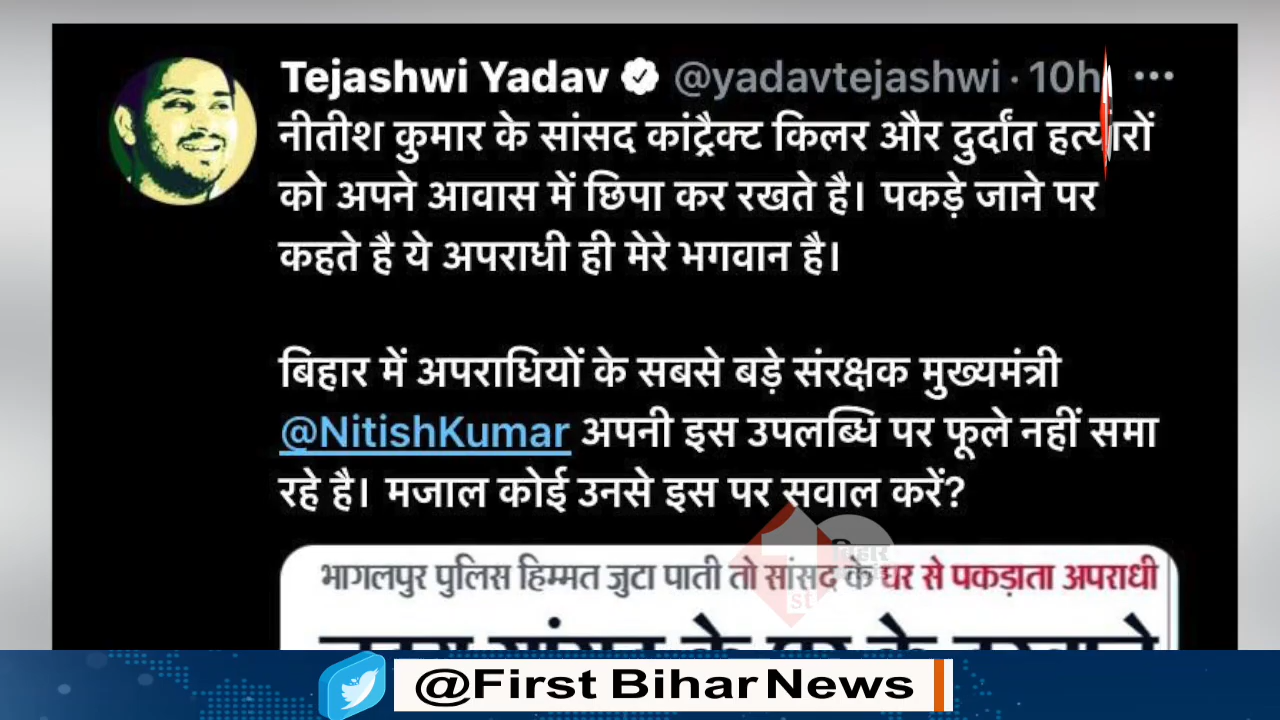 Tejashwi Yadav @yadavtejashwi · 10h
नीतीश कुमार के सांसद कांट्रैक्ट किलर और दुर्दांत हत्यारों
को अपने आवास में छिपा कर रखते है। पकड़े जाने पर
कहते है ये अपराधी ही मेरे भगवान है।
बिहार में अपराधियों के सबसे बड़े संरक्षक मुख्यमंत्री
@NitishKumar अपनी इस उपलब्धि पर फूले नहीं समा
रहे है। मजाल कोई उनसे इस पर सवाल करें?
बिहार
1st
भागलपुर पुलिस हिम्मत जुटा पाती तो सांसद के घर से पकड़ाता अपराधी
@First Bihar News